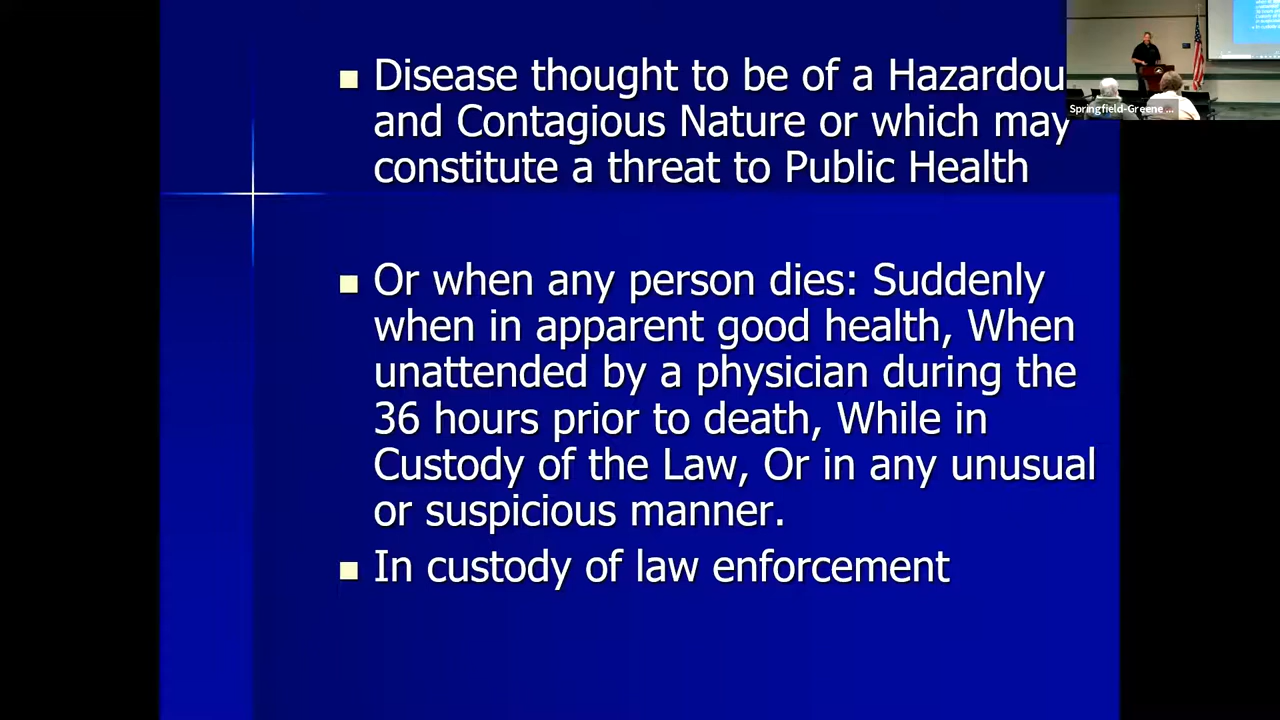 Disease thought to be of a Hazardou
and Contagious Nature or which may
constitute a threat to Public Health
Or when any person dies: Suddenly
when in apparent good health, When
unattended by a physician during the
36 hours prior to death, While in
Custody of the Law, Or in any unusual
or suspicious manner.
In custody of law enforcement
Springfield-Greene ...